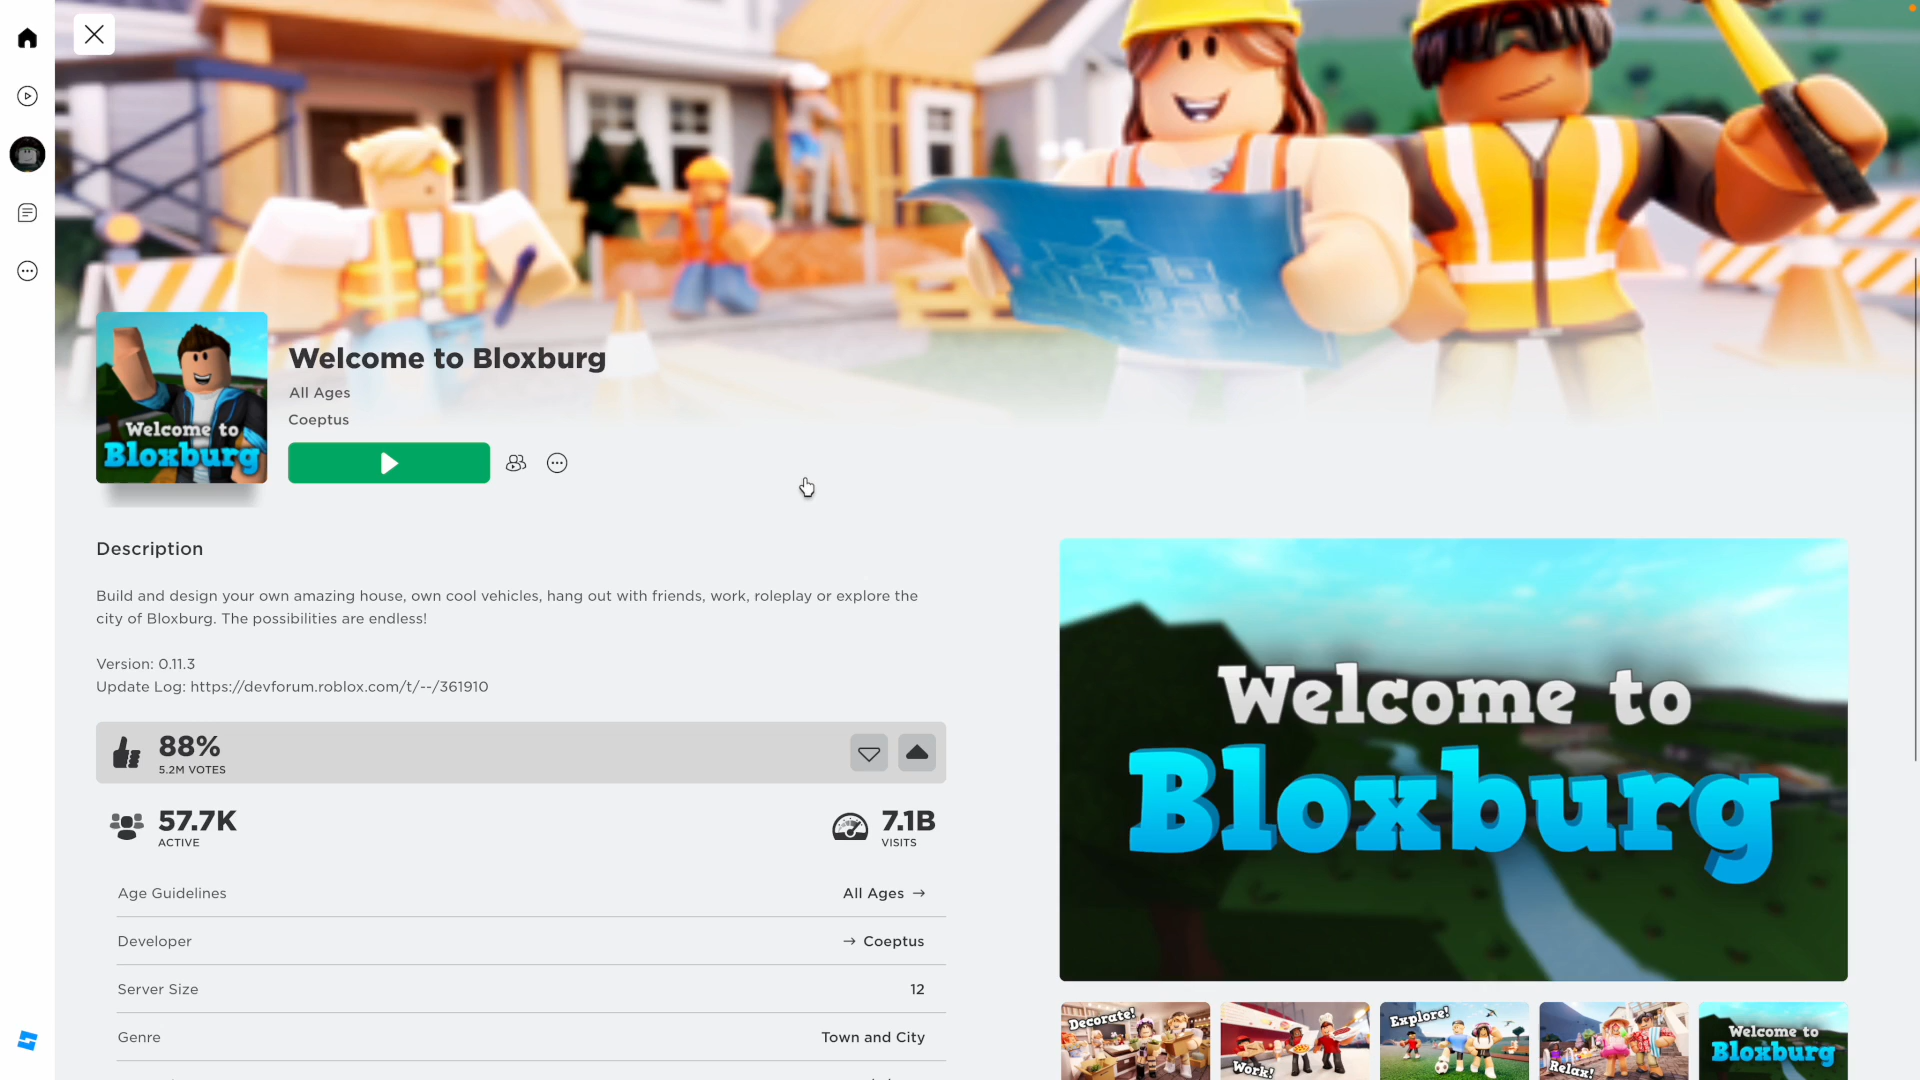 Welcome to Bloxburg
All Ages
Coeptus
Welcome to
Bloxburg
Description
Build and design your own amazing house, own cool vehicles, hang out with friends, work, roleplay or explore the
city of Bloxburg. The possibilities are endless!
Version: 0.11.3
Update Log: https://devforum.roblox.com/t/--/361910
88%
5.2M VOTES
57.7K
ACTIVE
7.1B
VISITS
Age Guidelines
All Ages →
Developer
→ Coeptus
Server Size
12
Genre
Town and City
Welcome to
Bloxburg
Decorate!
Work!
Explore!
Relax!
Welcome to
Bloxburg